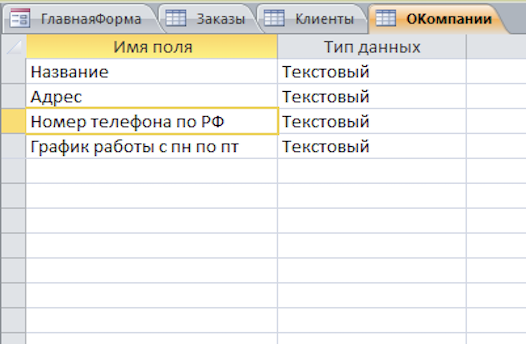 ГлавнаяФорма Заказы Клиенты ОКомпании
Имя поля Тип данных
Название Текстовый
Адрес Текстовый
Номер телефона по РФ Текстовый
График работы с пн по пт Текстовый